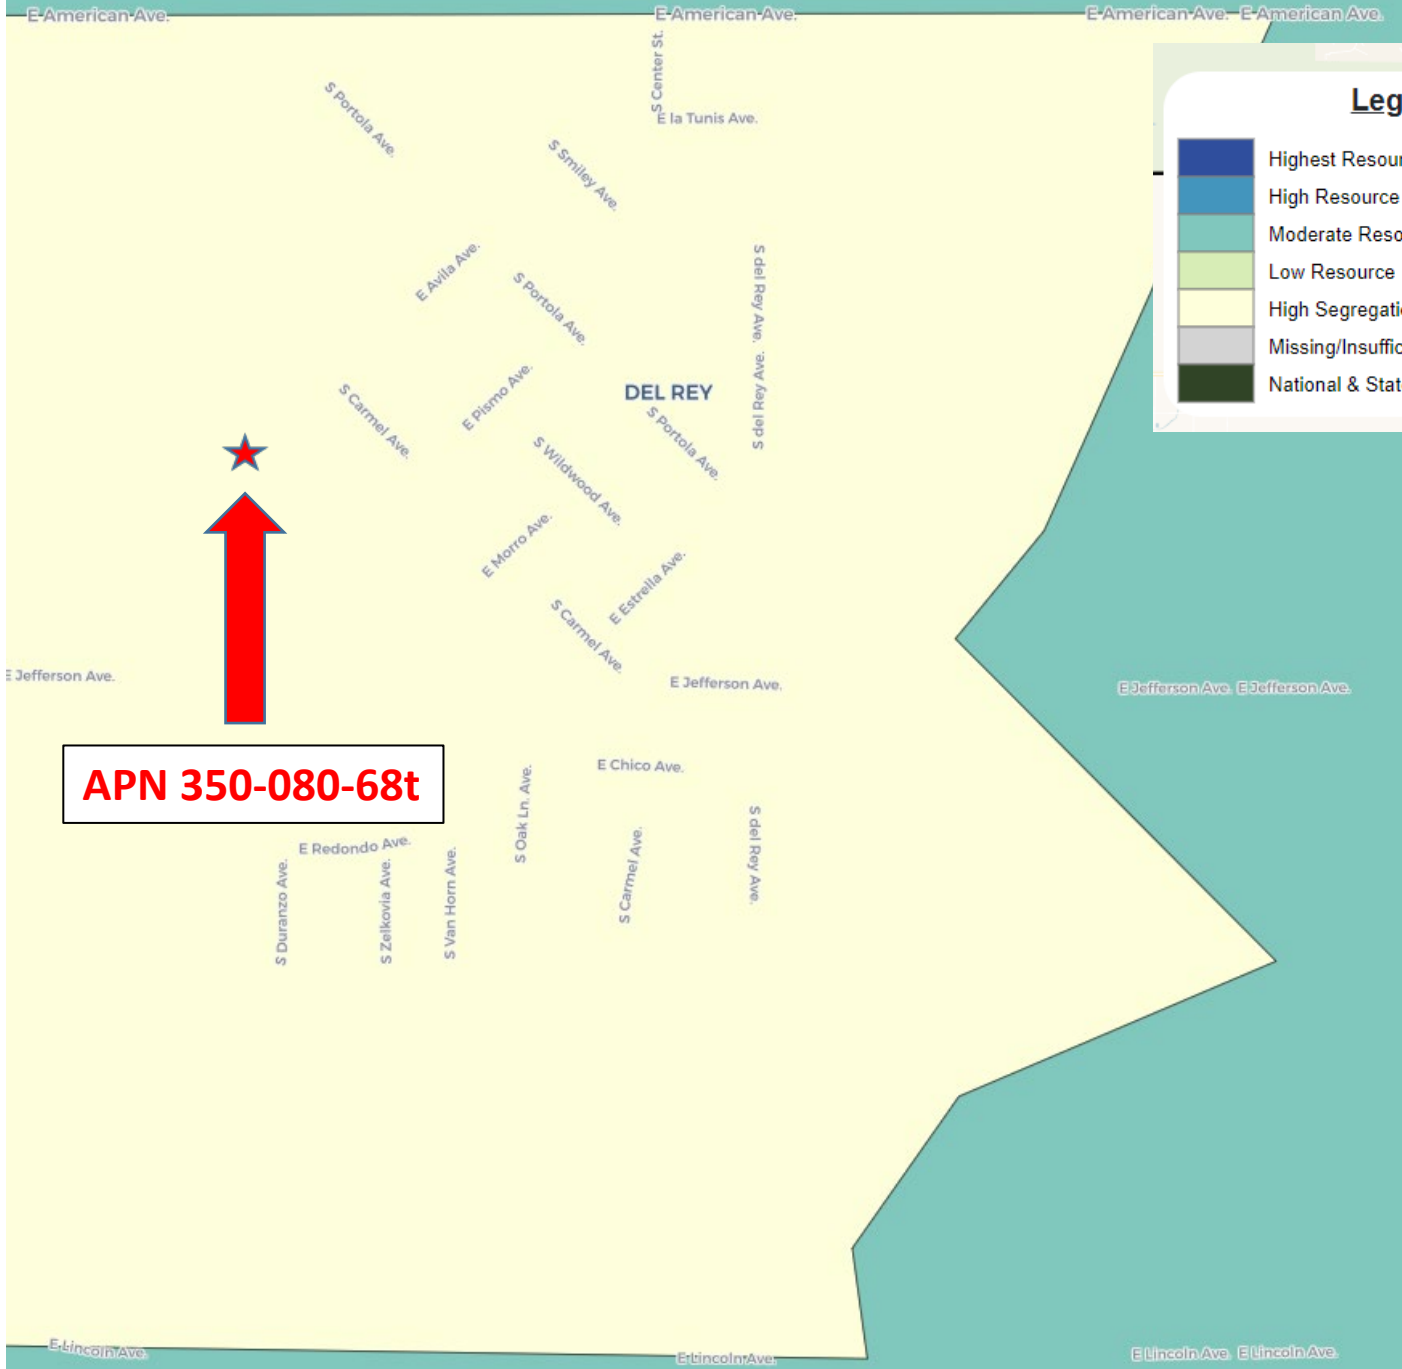 E American Ave.
E American Ave.
E American Ave.
E American Ave.
S Center St.
E la Tunis Ave.
S Portola Ave.
S Smiley Ave.
Leg
Highest Resour
High Resource
Moderate Reso
Low Resource
High Segregati
Missing/Insuffic
National & Stat
E Avila Ave.
S Portola Ave.
S del Rey Ave.
S del Rey Ave.
E Pismo Ave.
DEL REY
S Carmel Ave.
S Portola Ave.
S Wildwood Ave.
E Morro Ave.
E Estrella Ave.
S Carmel Ave.
E Jefferson Ave.
E Jefferson Ave.
E Jefferson Ave.
E Jefferson Ave.
APN 350-080-68t
E Chico Ave.
S Oak Ln. Ave.
S del Rey Ave.
S Carmel Ave.
E Redondo Ave.
S Duranzo Ave.
S Zelkovia Ave.
S Van Horn Ave.
E Lincoln Ave.
E Lincoln Ave.
E Lincoln Ave.
E Lincoln Ave.